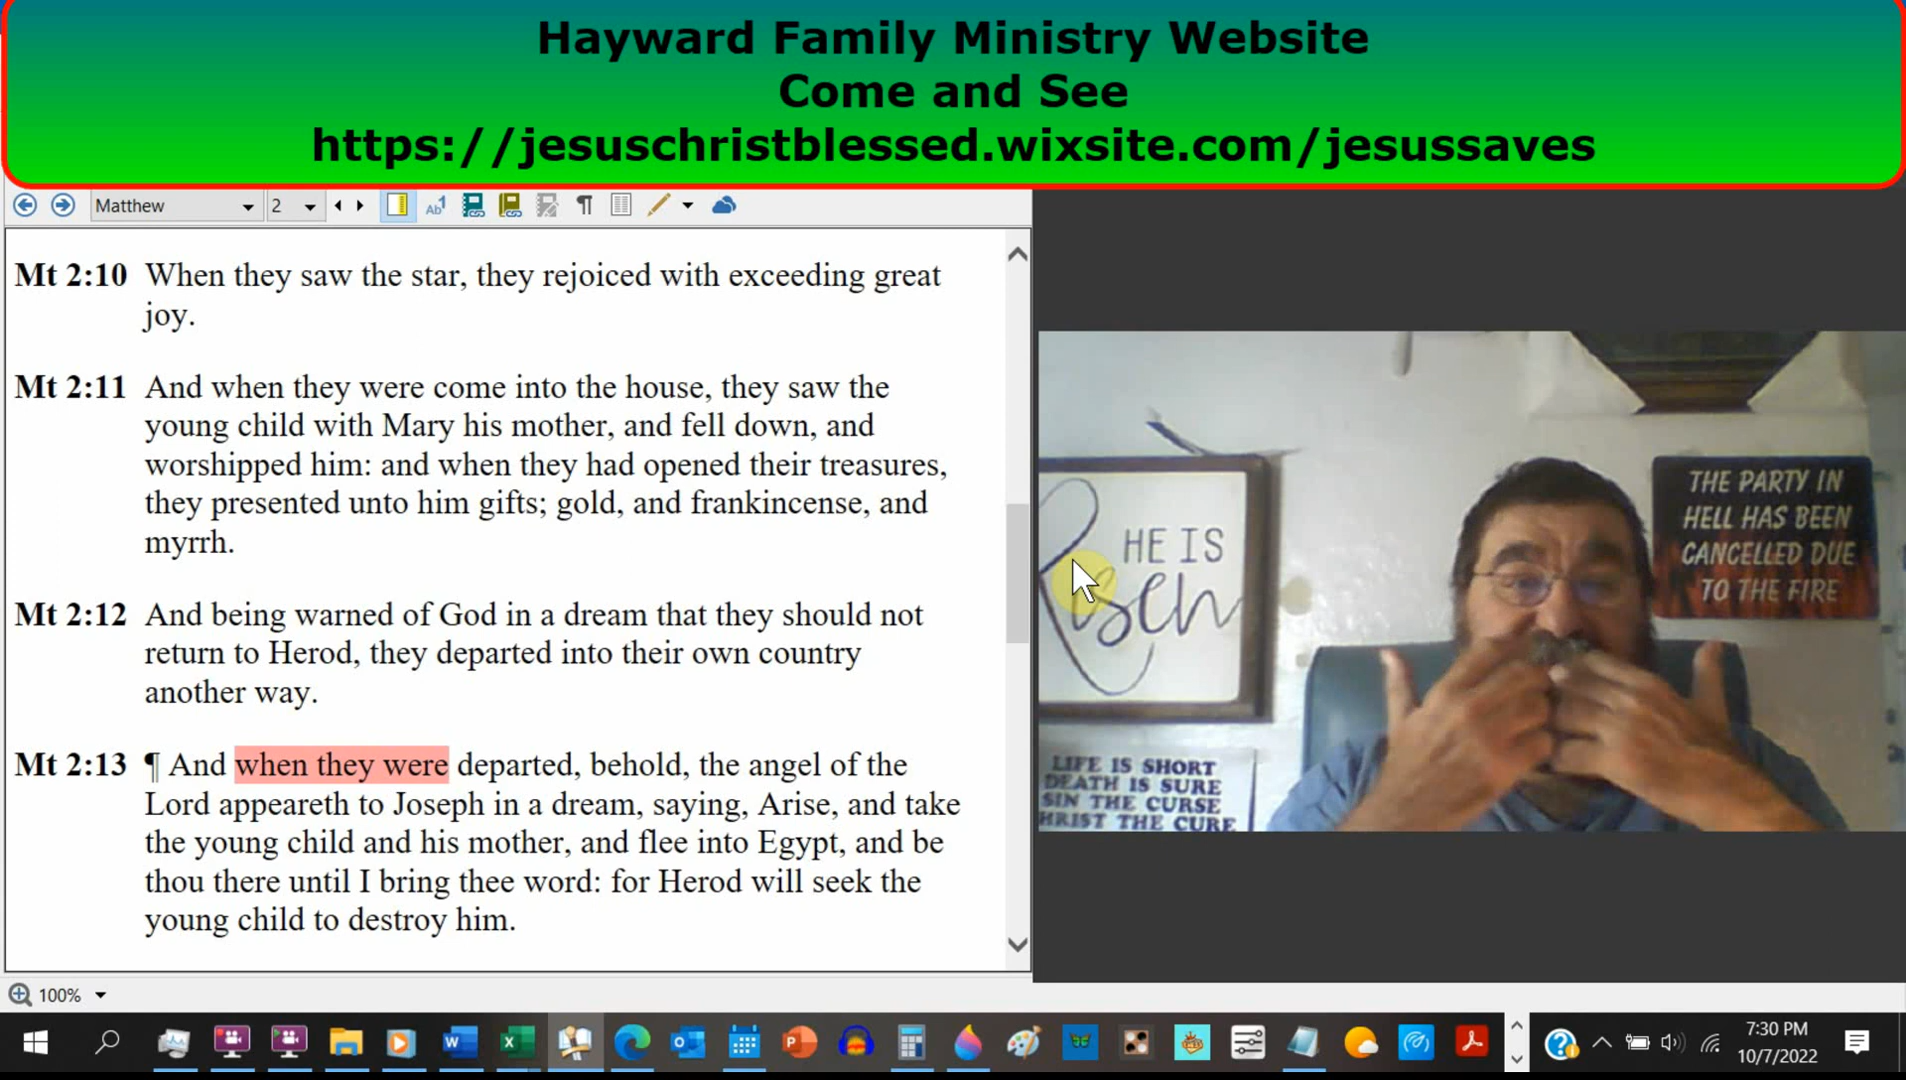 Hayward Family Ministry Website
Come and See
https://jesuschristblessed.wixsite.com/jesussaves
Matthew 2
Mt 2:10 When they saw the star, they rejoiced with exceeding great
joy.
Mt 2:11 And when they were come into the house, they saw the
young child with Mary his mother, and fell down, and
worshipped him: and when they had opened their treasures,
they presented unto him gifts; gold, and frankincense, and
myrrh.
Mt 2:12 And being warned of God in a dream that they should not
return to Herod, they departed into their own country
another way.
Mt 2:13 ¶ And when they were departed, behold, the angel of the
Lord appeareth to Joseph in a dream, saying, Arise, and take
the young child and his mother, and flee into Egypt, and be
thou there until I bring thee word: for Herod will seek the
young child to destroy him.
100%
HE IS
Risen
THE PARTY IN
HELL HAS BEEN
CANCELLED DUE
TO THE FIRE
LIFE IS SHORT
DEATH IS SURE
SIN THE CURSE
HRIST THE CURE
7:30 PM
10/7/2022